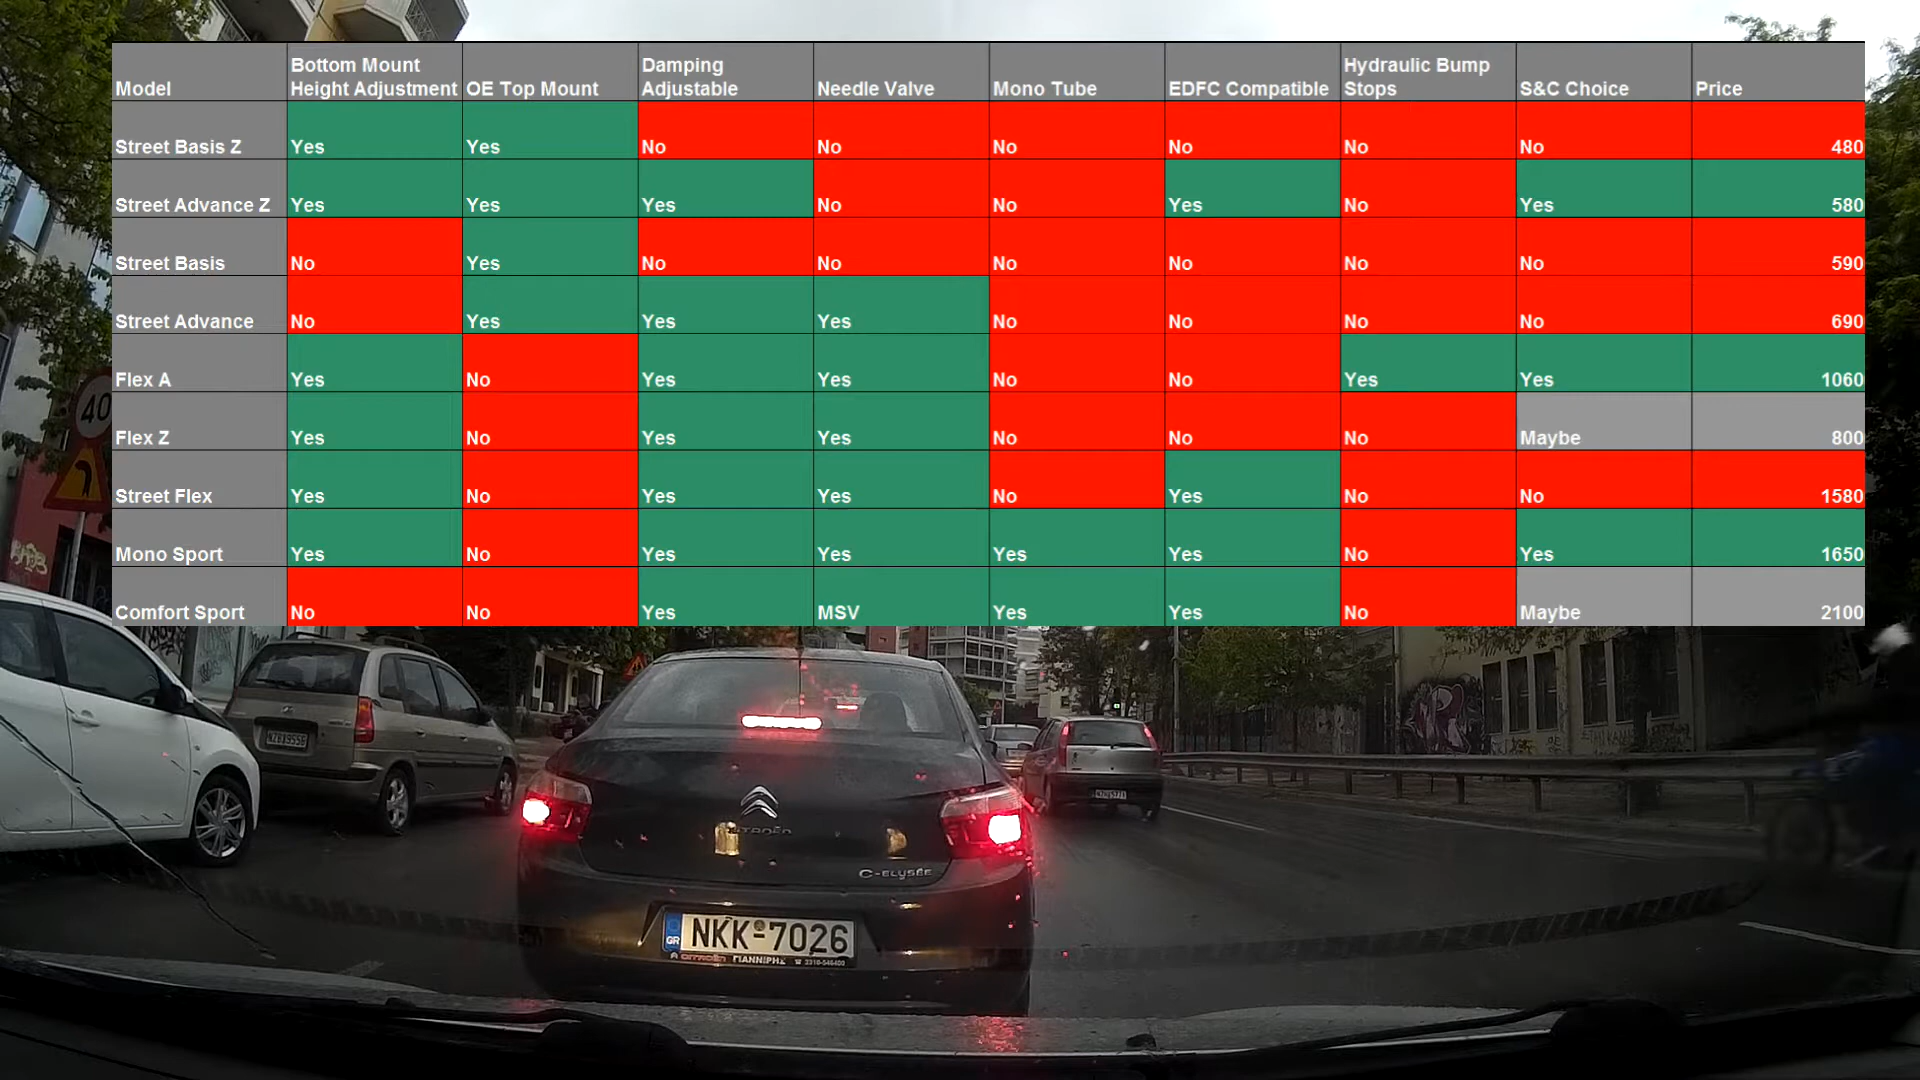 Model Bottom Mount Height Adjustment OE Top Mount Damping Adjustable Needle Valve Mono Tube EDFC Compatible Hydraulic Bump Stops S&C Choice Price
Street Basis Z Yes Yes No No No No No No 480
Street Advance Z Yes Yes Yes No No Yes No Yes 580
Street Basis No Yes No No No No No No 590
Street Advance No Yes Yes Yes No No No No 690
Flex A Yes No Yes Yes No No Yes Yes 1060
Flex Z Yes No Yes Yes No No No Maybe 800
Street Flex Yes No Yes Yes No Yes No No 1580
Mono Sport Yes No Yes Yes Yes Yes No Yes 1650
Comfort Sport No No Yes MSV Yes Yes No Maybe 2100
40
CITROËN
C-ELYSÉE
GR NKK-7026
CITROËN ΓΙΑΝΝΙΡΗΣ